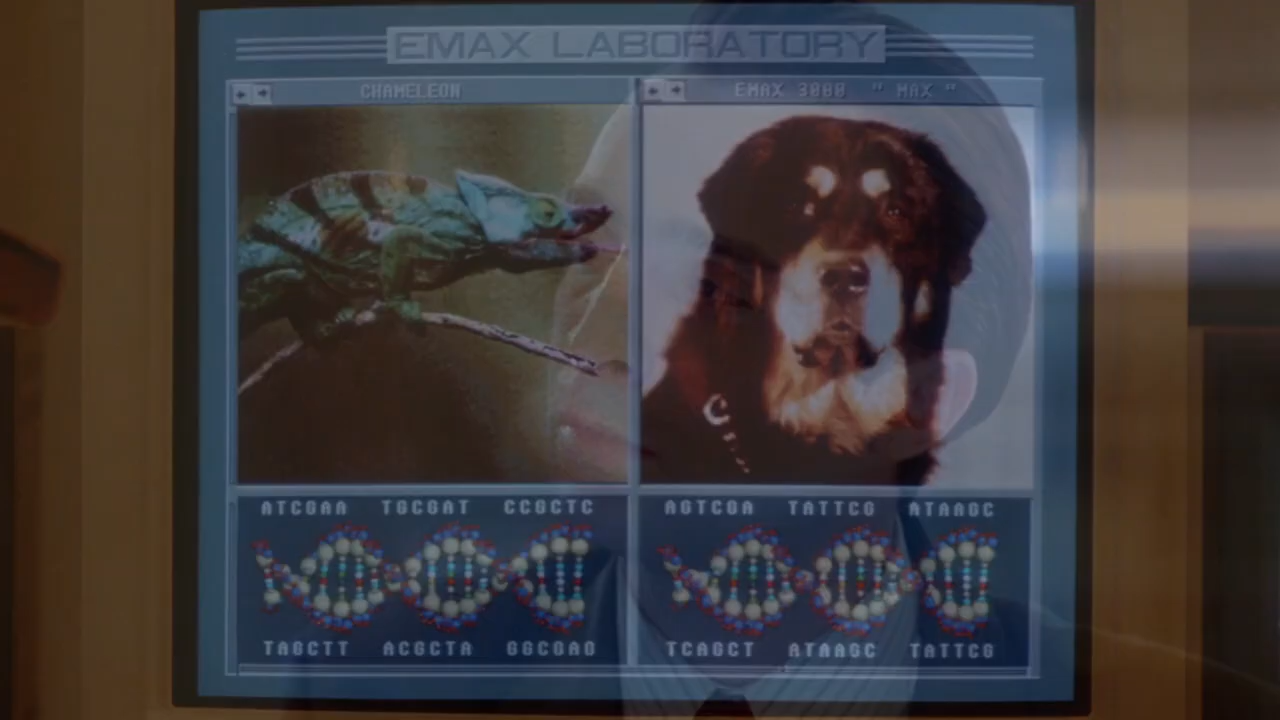 EMAX LABORATORY
CHAMELEON
EMAX 3000 " MAX "
ATCGAA TGCGAT CCGCTC
AGTCGA TATTCG ATAAGC
TAGCTT ACGCTA GGCGAG
TCAGCT ATAAGC TATTCG